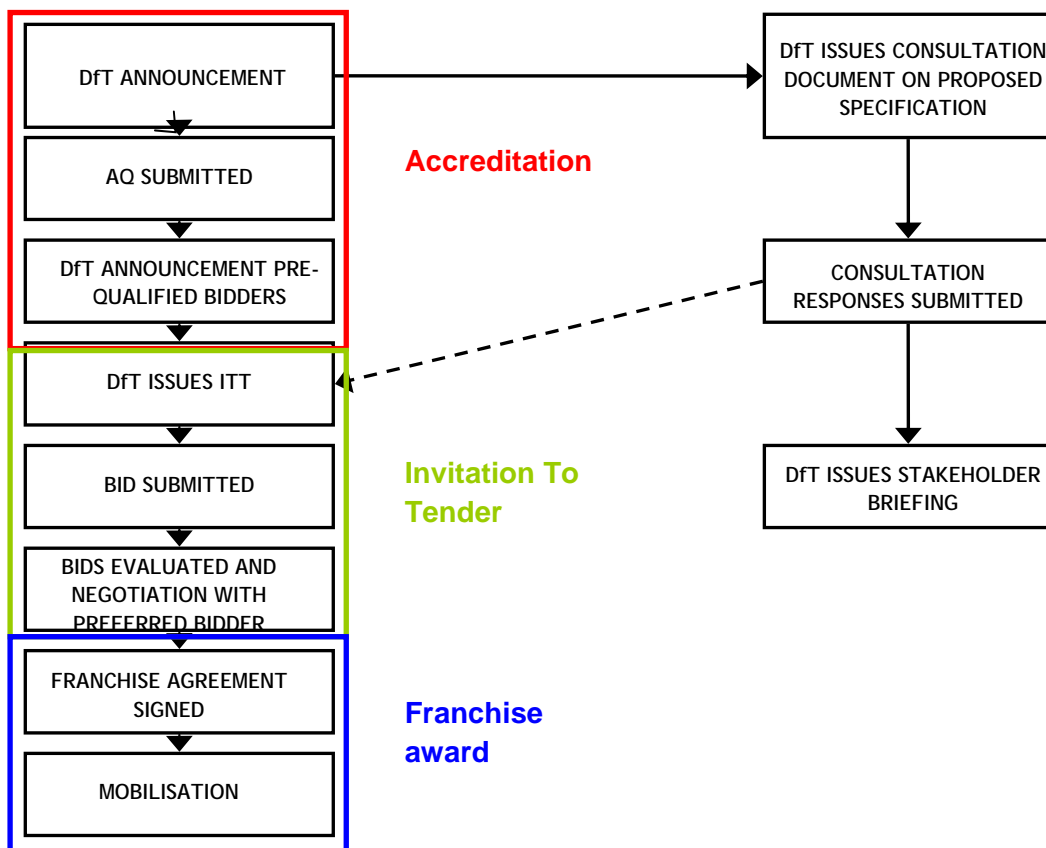 DfT ANNOUNCEMENT
AQ SUBMITTED
DfT ANNOUNCEMENT PRE-
QUALIFIED BIDDERS
DfT ISSUES ITT
BID SUBMITTED
BIDS EVALUATED AND
NEGOTIATION WITH
PREFERRED BIDDER
FRANCHISE AGREEMENT
SIGNED
MOBILISATION
Accreditation
Invitation To
Tender
Franchise
award
DfT ISSUES CONSULTATION
DOCUMENT ON PROPOSED
SPECIFICATION
CONSULTATION
RESPONSES SUBMITTED
DfT ISSUES STAKEHOLDER
BRIEFING